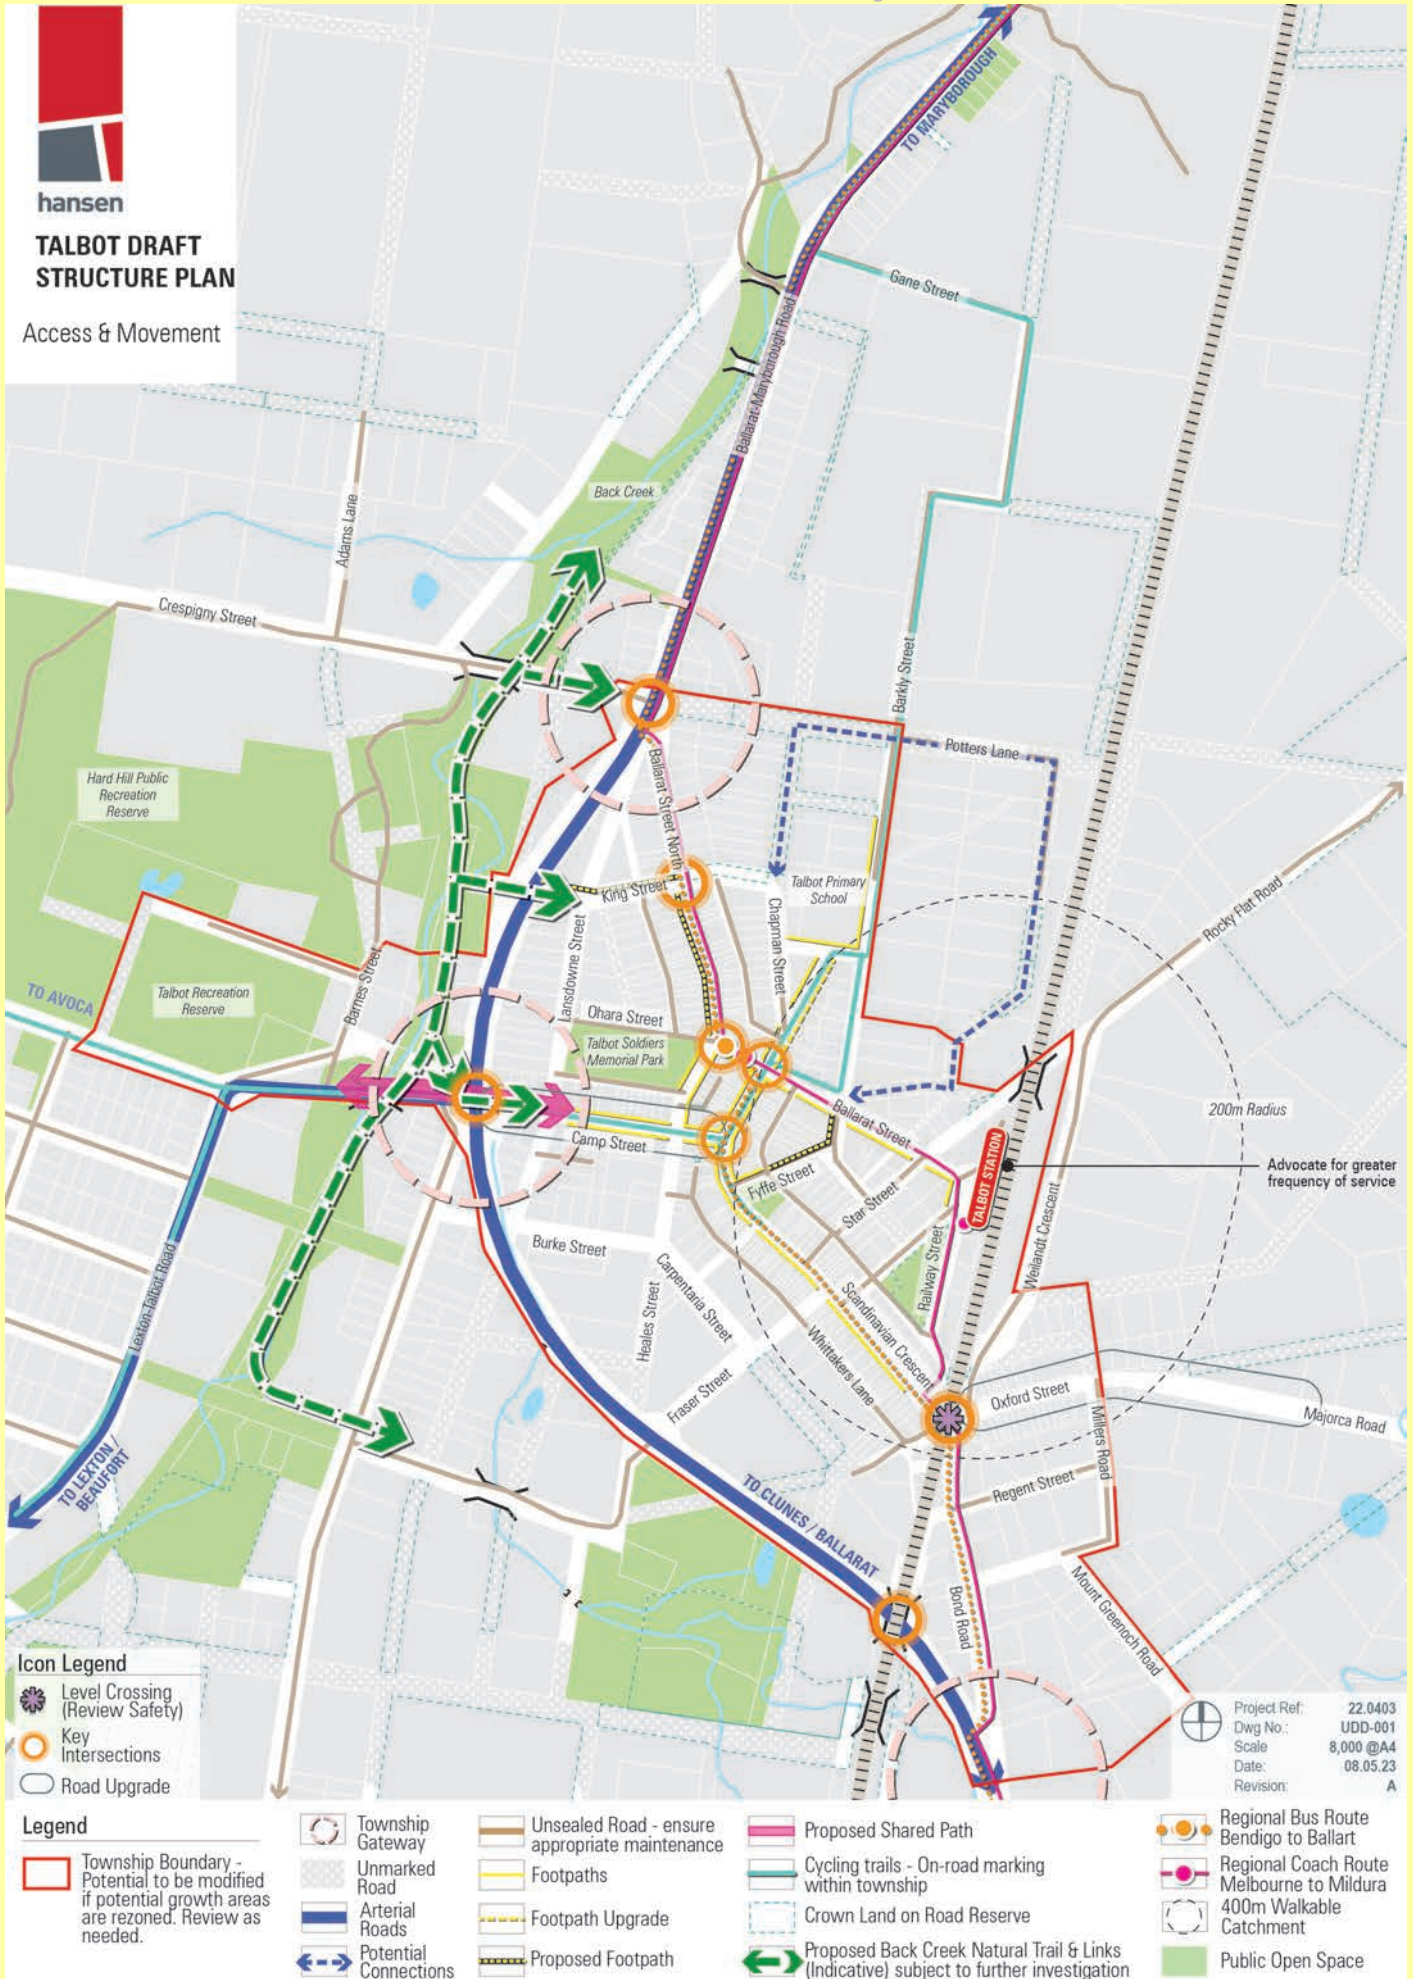 hansen
TALBOT DRAFT
STRUCTURE PLAN
Access & Movement
TO MARYBOROUGH
Gane Street
Ballarat-Maryborough Road
Back Creek
Adams Lane
Crespigny Street
Barkly Street
Potters Lane
Hard Hill Public
Recreation
Reserve
Ballarat Street North
King Street
Talbot Primary
School
Chapman Street
Rocky Flat Road
Lansdowne Street
Barnes Street
TO AVOCA
Talbot Recreation
Reserve
Ohara Street
Talbot Soldiers
Memorial Park
Ballarat Street
200m Radius
Camp Street
TALBOT STATION
Advocate for greater
frequency of service
Fyffe Street
Star Street
Weilandt Crescent
Burke Street
Railway Street
Lexton-Talbot Road
Carpentaria Street
Heales Street
Scandinavian Crescent
Whittakers Lane
Fraser Street
Oxford Street
Majorca Road
Millers Road
TO LEXTON /
BEAUFORT
Regent Street
TO CLUNES / BALLARAT
Bond Road
Mount Greenoch Road
Icon Legend
Level Crossing
(Review Safety)
Key
Intersections
Road Upgrade
Project Ref: 22.0403
Dwg No.: UDD-001
Scale 8,000 @A4
Date: 08.05.23
Revision: A
Legend
Township Boundary -
Potential to be modified
if potential growth areas
are rezoned. Review as
needed.
Township
Gateway
Unmarked
Road
Arterial
Roads
Potential
Connections
Unsealed Road - ensure
appropriate maintenance
Footpaths
Footpath Upgrade
Proposed Footpath
Proposed Shared Path
Cycling trails - On-road marking
within township
Crown Land on Road Reserve
Proposed Back Creek Natural Trail & Links
(Indicative) subject to further investigation
Regional Bus Route
Bendigo to Ballart
Regional Coach Route
Melbourne to Mildura
400m Walkable
Catchment
Public Open Space